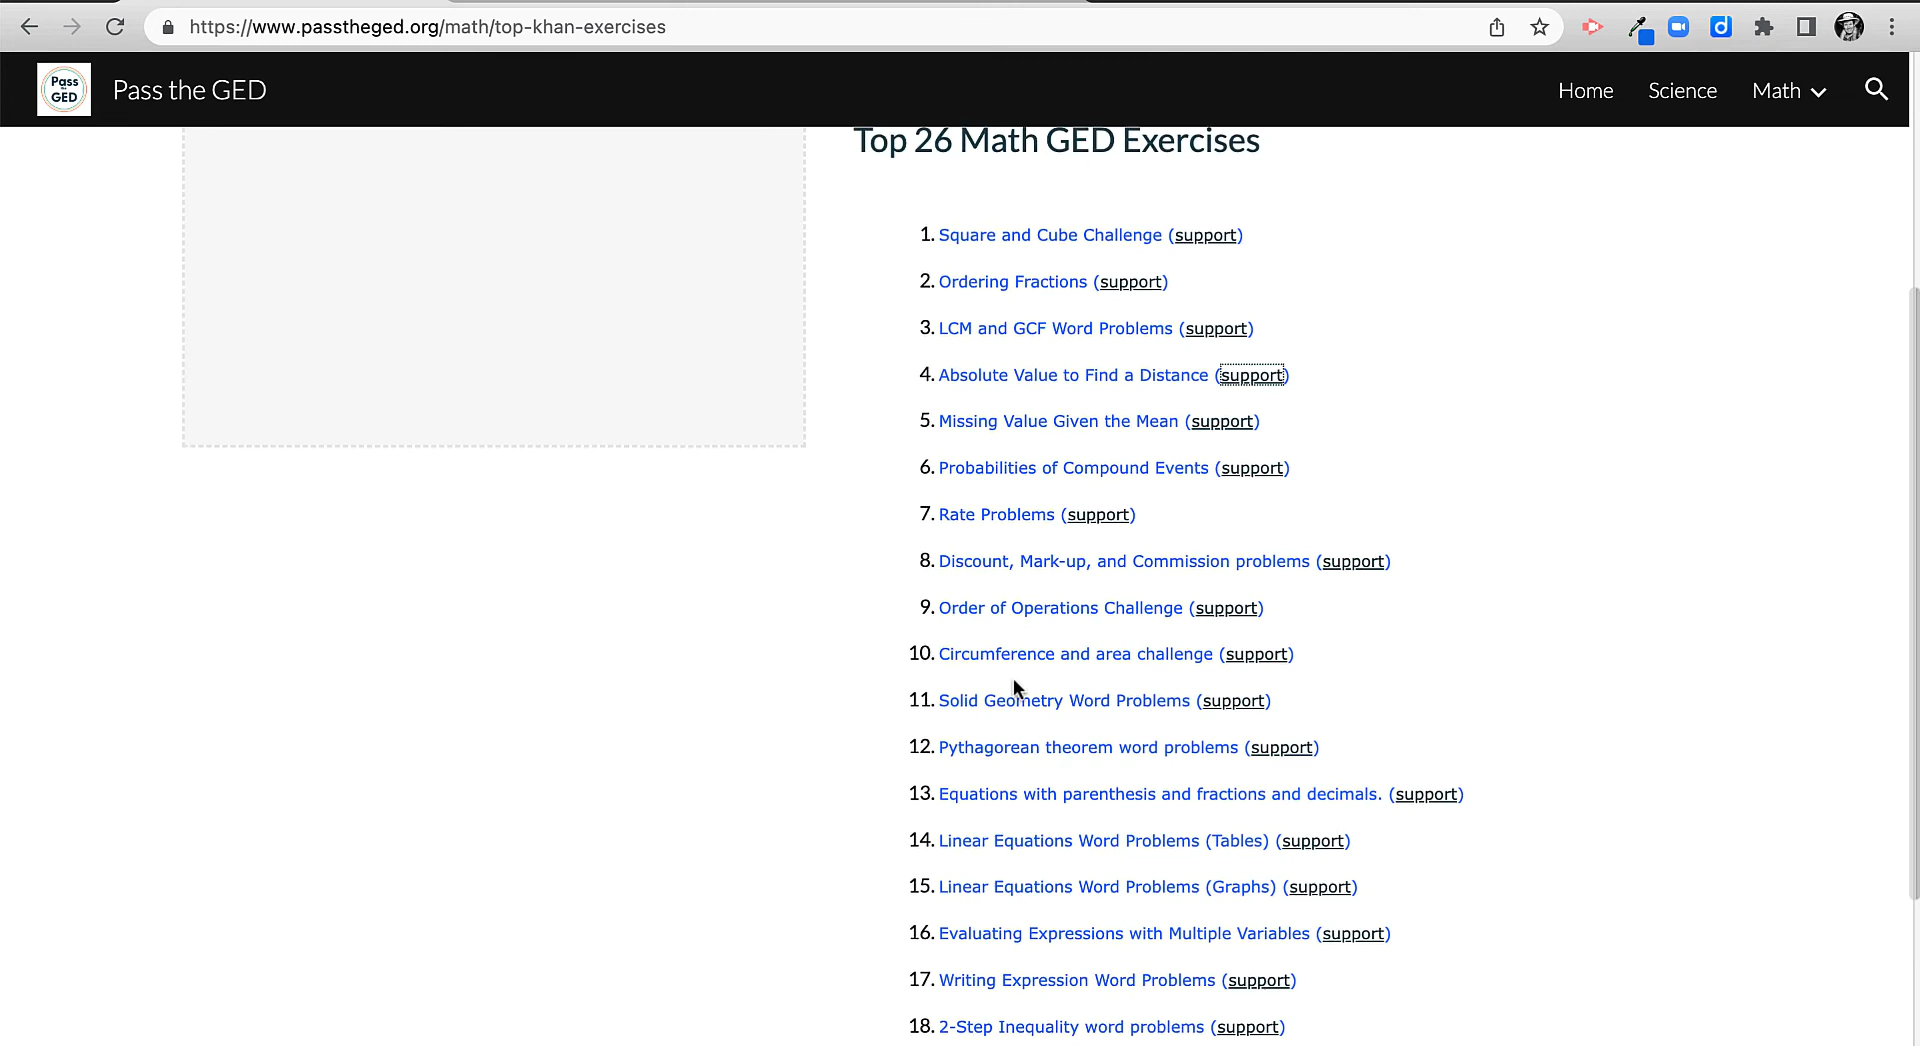 https://www.passtheged.org/math/top-khan-exercises
Pass the GED
Pass the GED
Home Science Math
Top 26 Math GED Exercises
1. Square and Cube Challenge (support)
2. Ordering Fractions (support)
3. LCM and GCF Word Problems (support)
4. Absolute Value to Find a Distance (support)
5. Missing Value Given the Mean (support)
6. Probabilities of Compound Events (support)
7. Rate Problems (support)
8. Discount, Mark-up, and Commission problems (support)
9. Order of Operations Challenge (support)
10. Circumference and area challenge (support)
11. Solid Geometry Word Problems (support)
12. Pythagorean theorem word problems (support)
13. Equations with parenthesis and fractions and decimals. (support)
14. Linear Equations Word Problems (Tables) (support)
15. Linear Equations Word Problems (Graphs) (support)
16. Evaluating Expressions with Multiple Variables (support)
17. Writing Expression Word Problems (support)
18. 2-Step Inequality word problems (support)